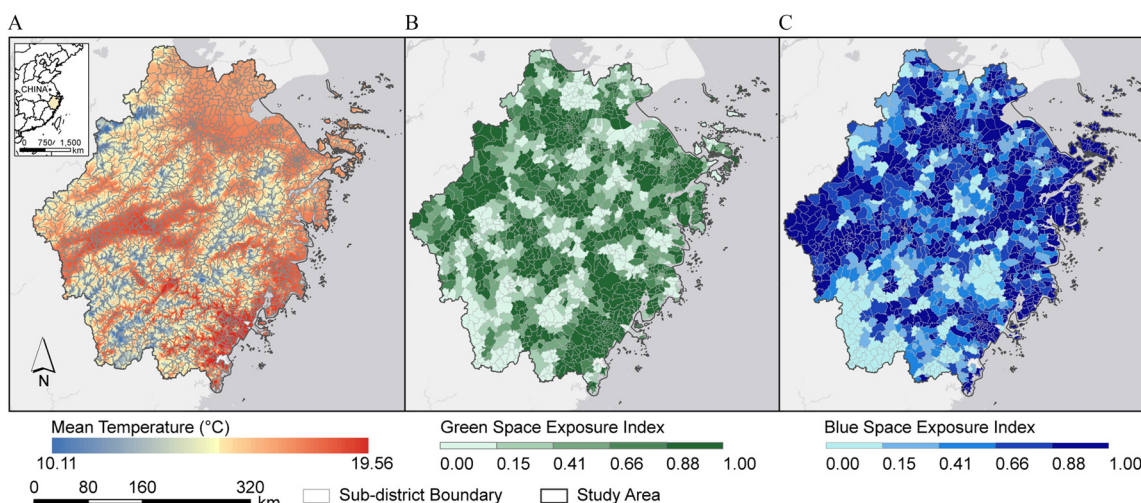 A
B
C
CHINA
0 750 1,500
km
N
Mean Temperature (°C)
10.11 19.56
0 80 160 320
km
Green Space Exposure Index
0.00 0.15 0.41 0.66 0.88 1.00
Blue Space Exposure Index
0.00 0.15 0.41 0.66 0.88 1.00
Sub-district Boundary
Study Area